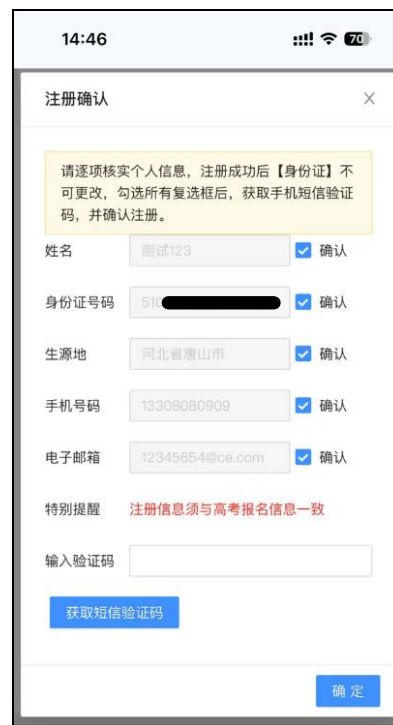 14:46
70
注册确认
请逐项核实个人信息，注册成功后【身份证】不
可更改，勾选所有复选框后，获取手机短信验证
码，并确认注册。
姓名 测试123 确认
身份证号码 510 确认
生源地 河北省唐山市 确认
手机号码 13308080909 确认
电子邮箱 12345654@ce.com 确认
特别提醒 注册信息须与高考报名信息一致
输入验证码
获取短信验证码
确 定